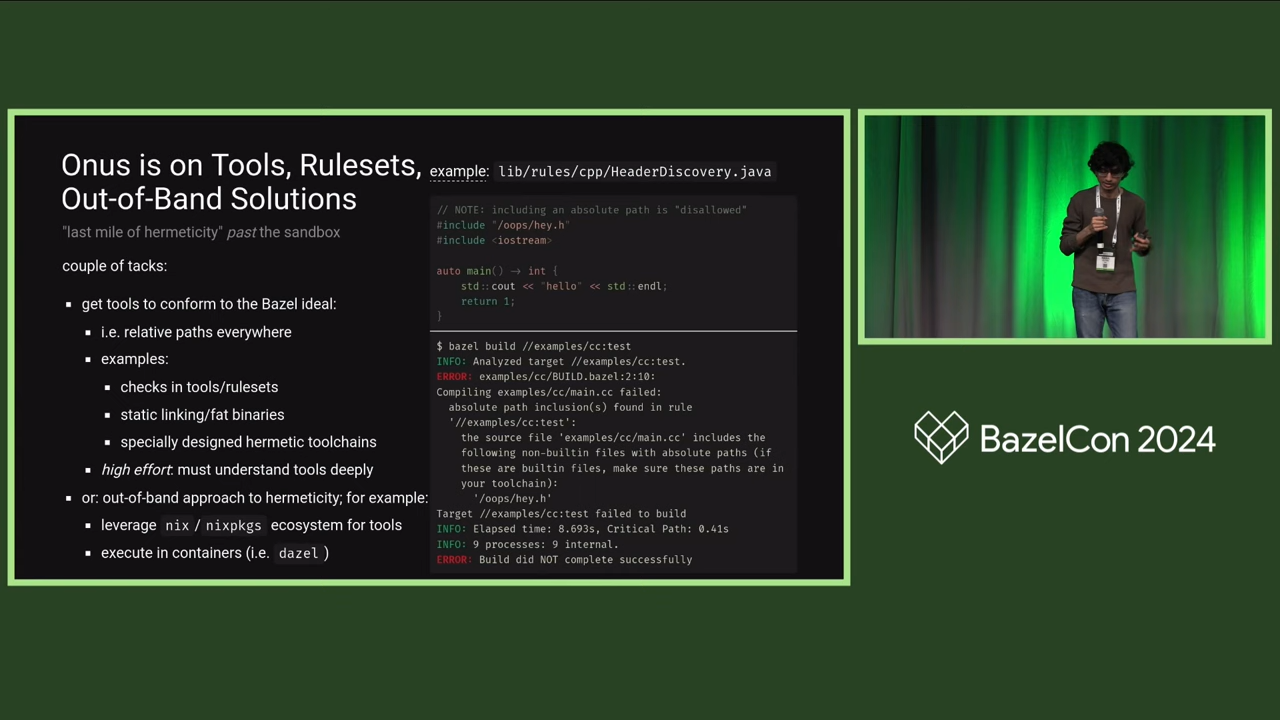 Onus is on Tools, Rulesets,
Out-of-Band Solutions
"last mile of hermeticity" past the sandbox
couple of tacks:
▪ get tools to conform to the Bazel ideal:
▪ i.e. relative paths everywhere
▪ examples:
▪ checks in tools/rulesets
▪ static linking/fat binaries
▪ specially designed hermetic toolchains
▪ high effort: must understand tools deeply
▪ or: out-of-band approach to hermeticity; for example:
▪ leverage nix / nixpkgs ecosystem for tools
▪ execute in containers (i.e. dazel )
example: lib/rules/cpp/HeaderDiscovery.java
// NOTE: including an absolute path is "disallowed"
#include "/oops/hey.h"
#include <iostream>
auto main() → int {
std::cout << "hello" << std::endl;
return 1;
}
$ bazel build //examples/cc:test
INFO: Analyzed target //examples/cc:test.
ERROR: examples/cc/BUILD.bazel:2:10:
Compiling examples/cc/main.cc failed:
absolute path inclusion(s) found in rule
'//examples/cc:test':
the source file 'examples/cc/main.cc' includes the
following non-builtin files with absolute paths (if
these are builtin files, make sure these paths are in
your toolchain):
'/oops/hey.h'
Target //examples/cc:test failed to build
INFO: Elapsed time: 8.693s, Critical Path: 0.41s
INFO: 9 processes: 9 internal.
ERROR: Build did NOT complete successfully
BazelCon 2024